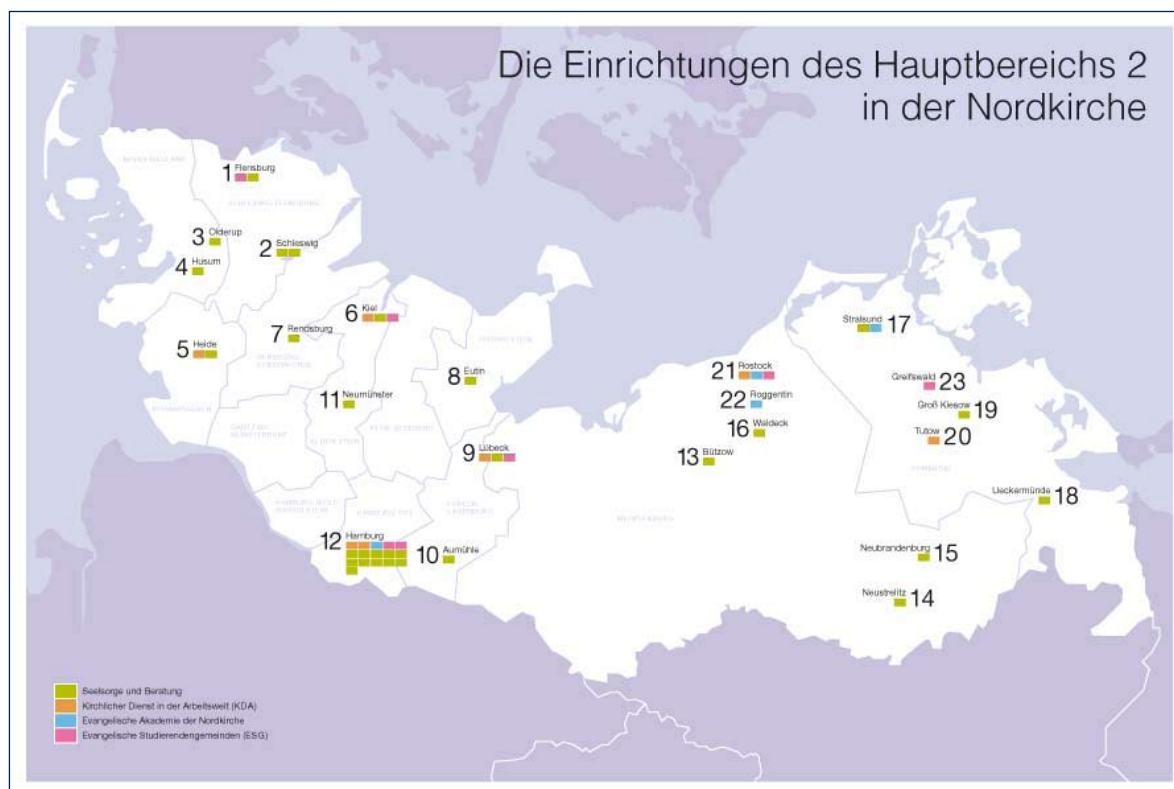 Die Einrichtungen des Hauptbereichs 2
in der Nordkirche
1 Flensburg
3 Olderup
2 Schleswig
4 Husum
6 Kiel
7 Rendsburg
5 Heide
8 Eutin
11 Neumünster
9 Lübeck
12 Hamburg
10 Aumühle
Stralsund 17
21 Rostock
Greifswald 23
22 Roggentin
Groß Kiesow 19
16 Waldeck
Tutow 20
13 Bützow
Ueckermünde 18
Neubrandenburg 15
Neustrelitz 14
Seelsorge und Beratung
Kirchlicher Dienst in der Arbeitswelt (KDA)
Evangelische Akademie der Nordkirche
Evangelische Studierendengemeinden (ESG)